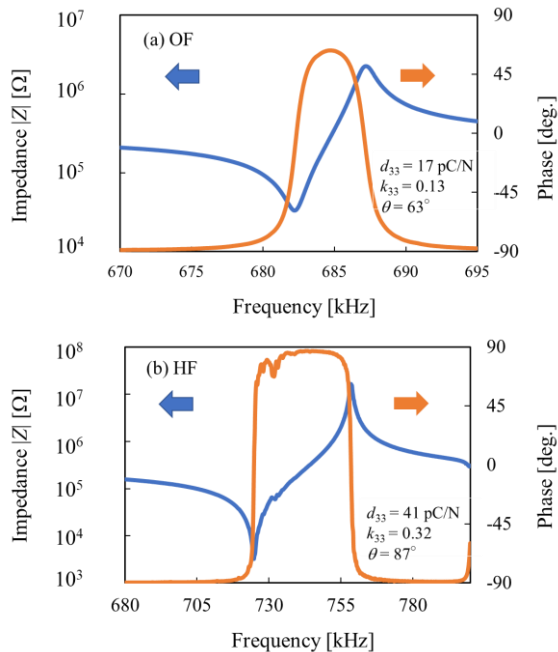 (a) OF
Impedance |Z| [Ω]
10⁷
10⁶
10⁵
10⁴
90
45
0
-45
-90
Phase [deg.]
d₃₃ = 17 pC/N
k₃₃ = 0.13
θ = 63°
670 675 680 685 690 695
Frequency [kHz]
(b) HF
Impedance |Z| [Ω]
10⁸
10⁷
10⁶
10⁵
10⁴
10³
90
45
0
-45
-90
Phase [deg.]
d₃₃ = 41 pC/N
k₃₃ = 0.32
θ = 87°
680 705 730 755 780
Frequency [kHz]